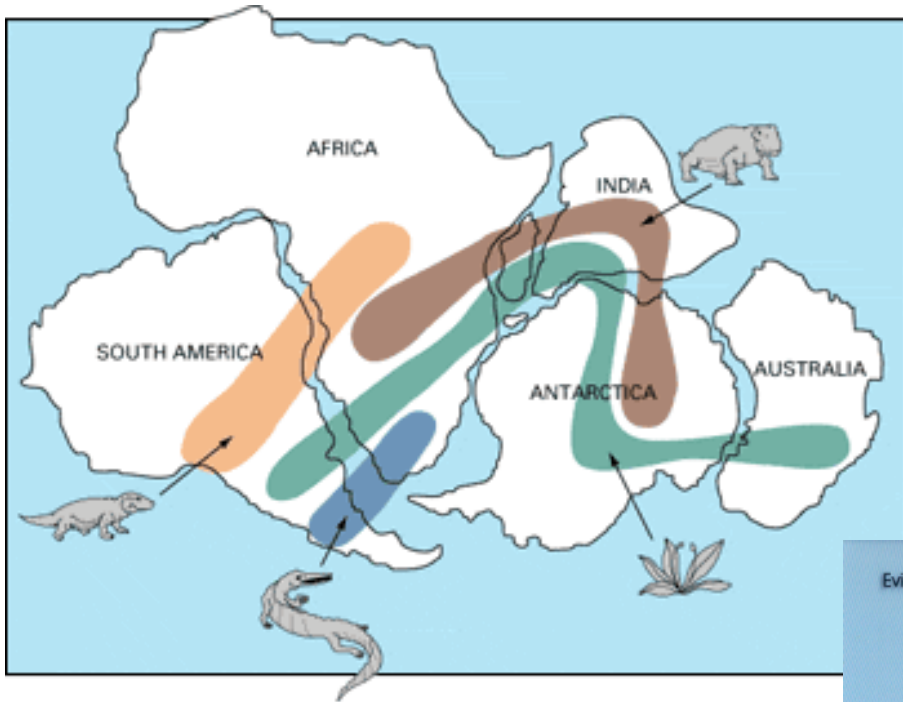 AFRICA
INDIA
SOUTH AMERICA
ANTARCTICA
AUSTRALIA
Evi